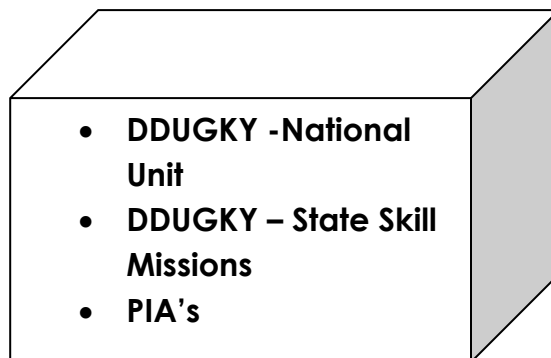 • DDUGKY -National
Unit
• DDUGKY – State Skill
Missions
• PIA's